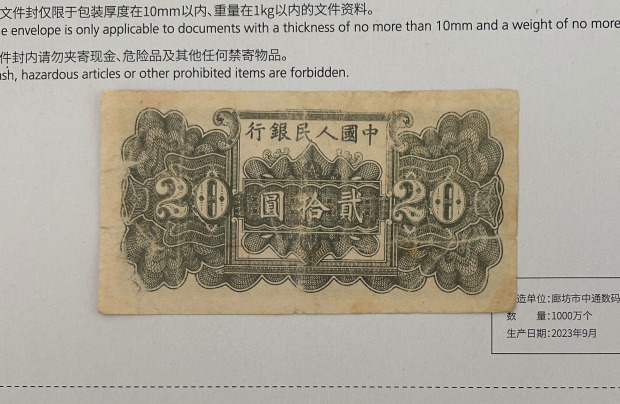 文件封仅限于包装厚度在10mm以内、重量在1kg以内的文件资料。
e envelope is only applicable to documents with a thickness of no more than 10mm and a weight of no more
件封内请勿夹寄现金、危险品及其他任何禁寄物品。
ash, hazardous articles or other prohibited items are forbidden.
行銀民人國中
20 圓拾貳 20
造单位:廊坊市中通数码
数 量:1000万个
生产日期:2023年9月